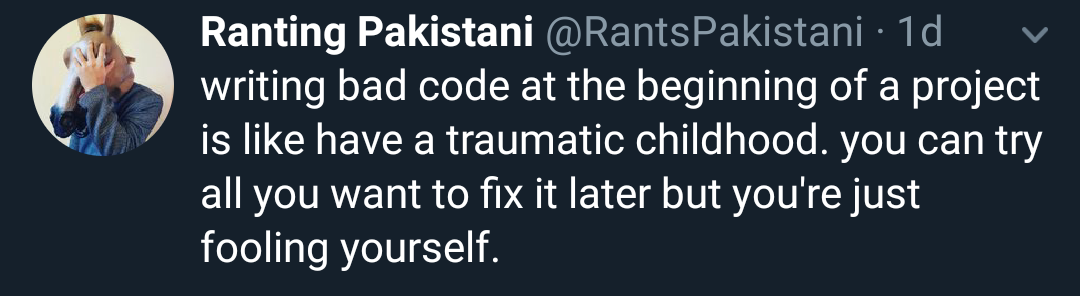 Ranting Pakistani @RantsPakistani · 1d
writing bad code at the beginning of a project
is like have a traumatic childhood. you can try
all you want to fix it later but you're just
fooling yourself.